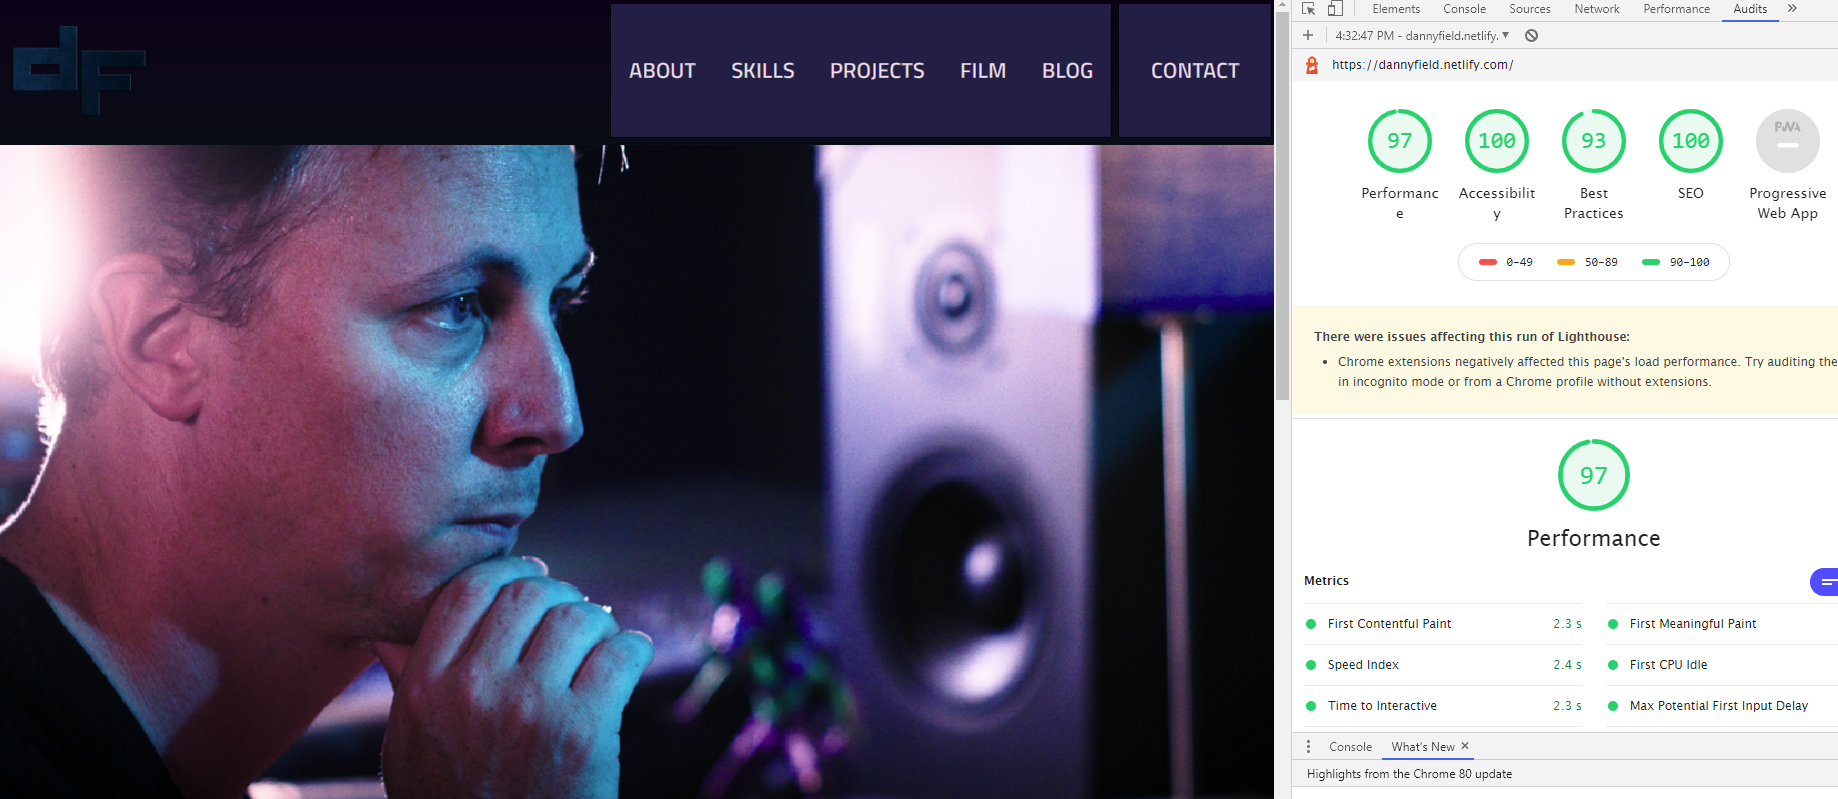 dF
ABOUT SKILLS PROJECTS FILM BLOG CONTACT
Elements Console Sources Network Performance Audits »
4:32:47 PM - dannyfield.netlify. ▼
https://dannyfield.netlify.com/
97 100 93 100 PWA
Performanc
e
Accessibilit
y
Best
Practices
SEO
Progressive
Web App
0–49 50–89 90–100
There were issues affecting this run of Lighthouse:
• Chrome extensions negatively affected this page's load performance. Try auditing the
in incognito mode or from a Chrome profile without extensions.
97
Performance
Metrics
First Contentful Paint 2.3 s First Meaningful Paint
Speed Index 2.4 s First CPU Idle
Time to Interactive 2.3 s Max Potential First Input Delay
Console What's New ×
Highlights from the Chrome 80 update